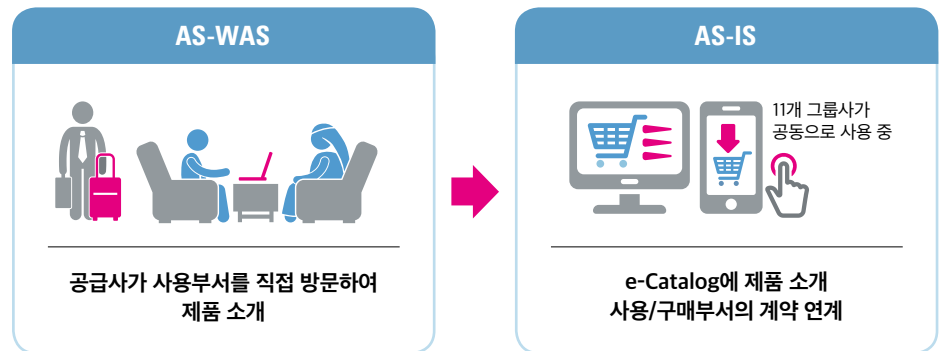 AS-WAS
공급사가 사용부서를 직접 방문하여
제품 소개
AS-IS
11개 그룹사가
공동으로 사용 중
e-Catalog에 제품 소개
사용/구매부서의 계약 연계